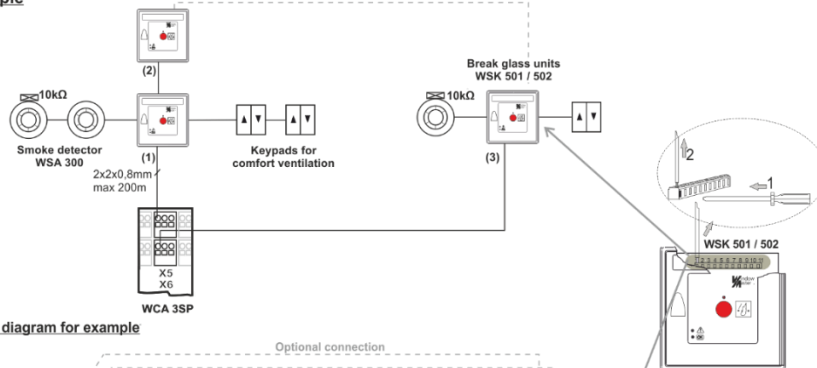 ple
(2)
10kΩ
Smoke detector
WSA 300
(1)
2x2x0,8mm
max 200m
Keypads for
comfort ventilation
Break glass units
WSK 501 / 502
10kΩ
(3)
X5
X6
WCA 3SP
2
1
WSK 501 / 502
diagram for example
Optional connection